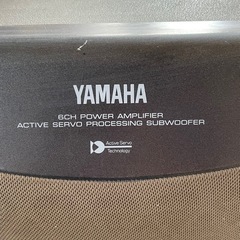 YAMAHA
6CH POWER AMPLIFIER
ACTIVE SERVO PROCESSING SUBWOOFER
Active Servo
Technology